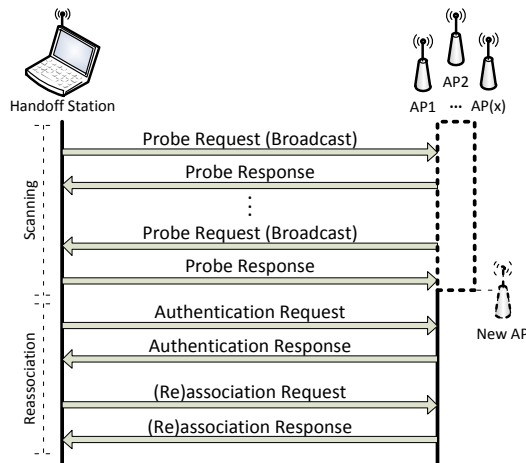 AP2
Handoff Station
AP1 ... AP(x)
Probe Request (Broadcast)
Probe Response
Scanning
Probe Request (Broadcast)
Probe Response
New AP
Authentication Request
Authentication Response
Reassociation
(Re)association Request
(Re)association Response